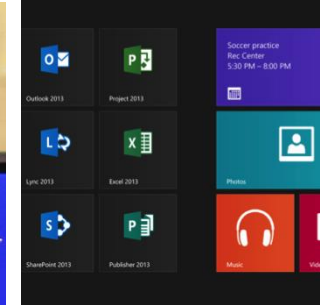 Outlook 2013
Project 2013
Soccer practice
Rec Center
5:30 PM – 8:00 PM
Lync 2013
Excel 2013
Photos
SharePoint 2013
Publisher 2013
Music